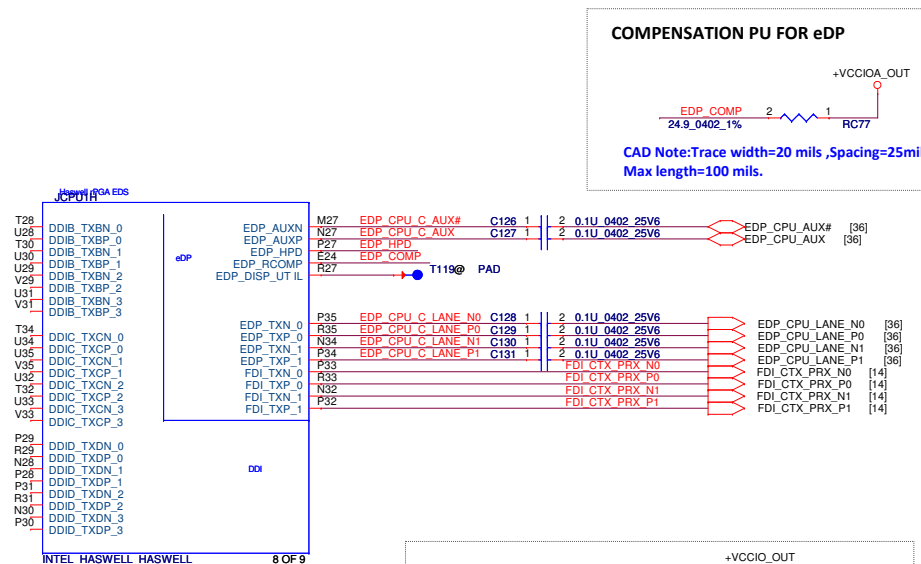 COMPENSATION PU FOR eDP
+VCCIOA_OUT
EDP_COMP 2 1
24.9_0402_1% RC77
CAD Note:Trace width=20 mils ,Spacing=25mil
Max length=100 mils.
Haswell rPGA EDS
JCPU1H
T28 DDIB_TXBN_0
U28 DDIB_TXBP_0
T30 DDIB_TXBN_1
U30 DDIB_TXBP_1
U29 DDIB_TXBN_2
V29 DDIB_TXBP_2
U31 DDIB_TXBN_3
V31 DDIB_TXBP_3
T34 DDIC_TXCN_0
U34 DDIC_TXCP_0
U35 DDIC_TXCN_1
V35 DDIC_TXCP_1
U32 DDIC_TXCN_2
T32 DDIC_TXCP_2
U33 DDIC_TXCN_3
V33 DDIC_TXCP_3
P29 DDID_TXDN_0
R29 DDID_TXDP_0
N28 DDID_TXDN_1
P28 DDID_TXDP_1
P31 DDID_TXDN_2
R31 DDID_TXDP_2
N30 DDID_TXDN_3
P30 DDID_TXDP_3
eDP
DDI
EDP_AUXN M27 EDP_CPU_C_AUX# C126 1 2 0.1U_0402_25V6 EDP_CPU_AUX# [36]
EDP_AUXP N27 EDP_CPU_C_AUX C127 1 2 0.1U_0402_25V6 EDP_CPU_AUX [36]
EDP_HPD P27 EDP_HPD
EDP_RCOMP E24 EDP_COMP
EDP_DISP_UT IL R27 T119@ PAD
EDP_TXN_0 P35 EDP_CPU_C_LANE_N0 C128 1 2 0.1U_0402_25V6 EDP_CPU_LANE_N0 [36]
EDP_TXP_0 R35 EDP_CPU_C_LANE_P0 C129 1 2 0.1U_0402_25V6 EDP_CPU_LANE_P0 [36]
EDP_TXN_1 N34 EDP_CPU_C_LANE_N1 C130 1 2 0.1U_0402_25V6 EDP_CPU_LANE_N1 [36]
EDP_TXP_1 P34 EDP_CPU_C_LANE_P1 C131 1 2 0.1U_0402_25V6 EDP_CPU_LANE_P1 [36]
FDI_TXN_0 P33 FDI_CTX_PRX_N0 FDI_CTX_PRX_N0 [14]
FDI_TXP_0 R33 FDI_CTX_PRX_P0 FDI_CTX_PRX_P0 [14]
FDI_TXN_1 N32 FDI_CTX_PRX_N1 FDI_CTX_PRX_N1 [14]
FDI_TXP_1 P32 FDI_CTX_PRX_P1 FDI_CTX_PRX_P1 [14]
INTEL_HASWELL_HASWELL 8 OF 9
+VCCIO_OUT